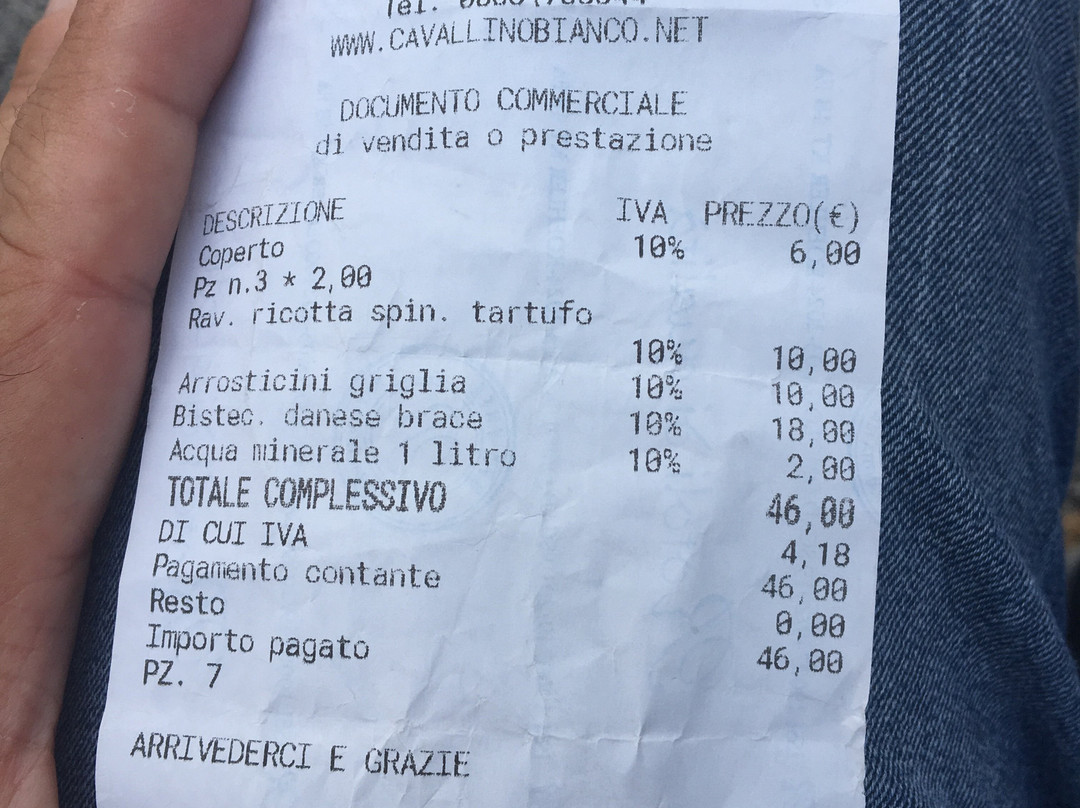 Tel.
WWW.CAVALLINOBIANCO.NET
DOCUMENTO COMMERCIALE
di vendita o prestazione
DESCRIZIONE IVA PREZZO(€)
Coperto 10% 6,00
Pz n.3 * 2,00
Rav. ricotta spin. tartufo
10% 10,00
Arrosticini griglia 10% 10,00
Bistec. danese brace 10% 18,00
Acqua minerale 1 litro 10% 2,00
TOTALE COMPLESSIVO 46,00
DI CUI IVA 4,18
Pagamento contante 46,00
Resto 0,00
Importo pagato 46,00
PZ. 7
ARRIVEDERCI E GRAZIE